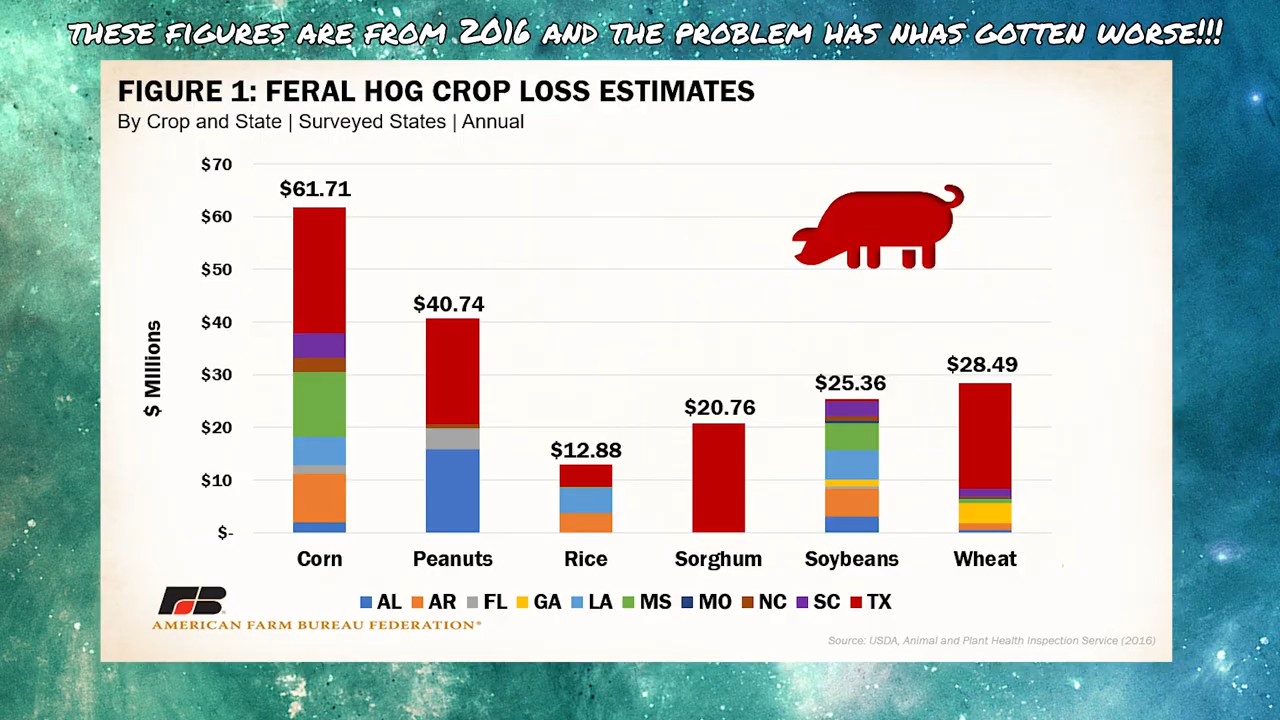 THESE FIGURES ARE FROM 2016 AND THE PROBLEM HAS NHAS GOTTEN WORSE!!!
FIGURE 1: FERAL HOG CROP LOSS ESTIMATES
By Crop and State | Surveyed States | Annual
$ Millions
$70
$60
$50
$40
$30
$20
$10
$-
$61.71
$40.74
$12.88
$20.76
$25.36
$28.49
Corn Peanuts Rice Sorghum Soybeans Wheat
AL AR FL GA LA MS MO NC SC TX
FB
AMERICAN FARM BUREAU FEDERATION®
Source: USDA, Animal and Plant Health Inspection Service (2016)